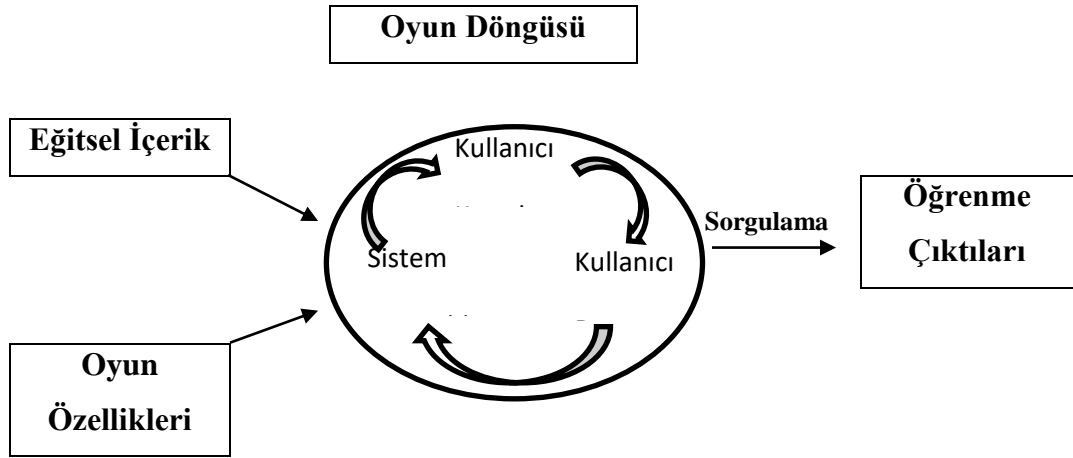 Oyun Döngüsü
Eğitsel İçerik
Kullanıcı
Sistem
Kullanıcı
Sorgulama
Öğrenme
Çıktıları
Oyun
Özellikleri